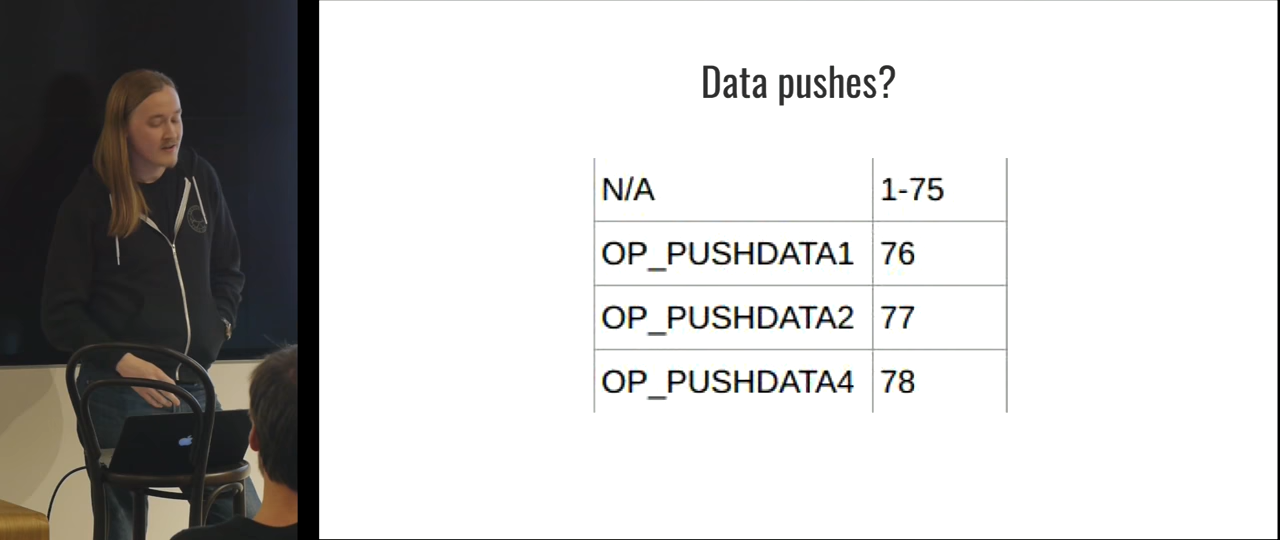 Data pushes?
N/A 1-75
OP_PUSHDATA1 76
OP_PUSHDATA2 77
OP_PUSHDATA4 78